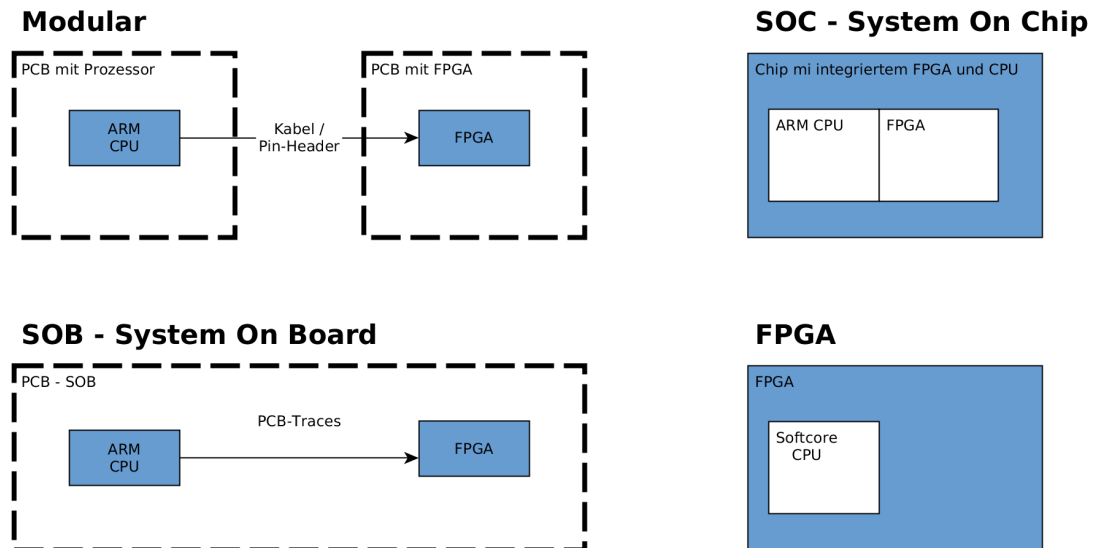 Modular
PCB mit Prozessor
ARM
CPU
Kabel /
Pin-Header
PCB mit FPGA
FPGA
SOC - System On Chip
Chip mi integriertem FPGA und CPU
ARM CPU
FPGA
SOB - System On Board
PCB - SOB
ARM
CPU
PCB-Traces
FPGA
FPGA
FPGA
Softcore
CPU